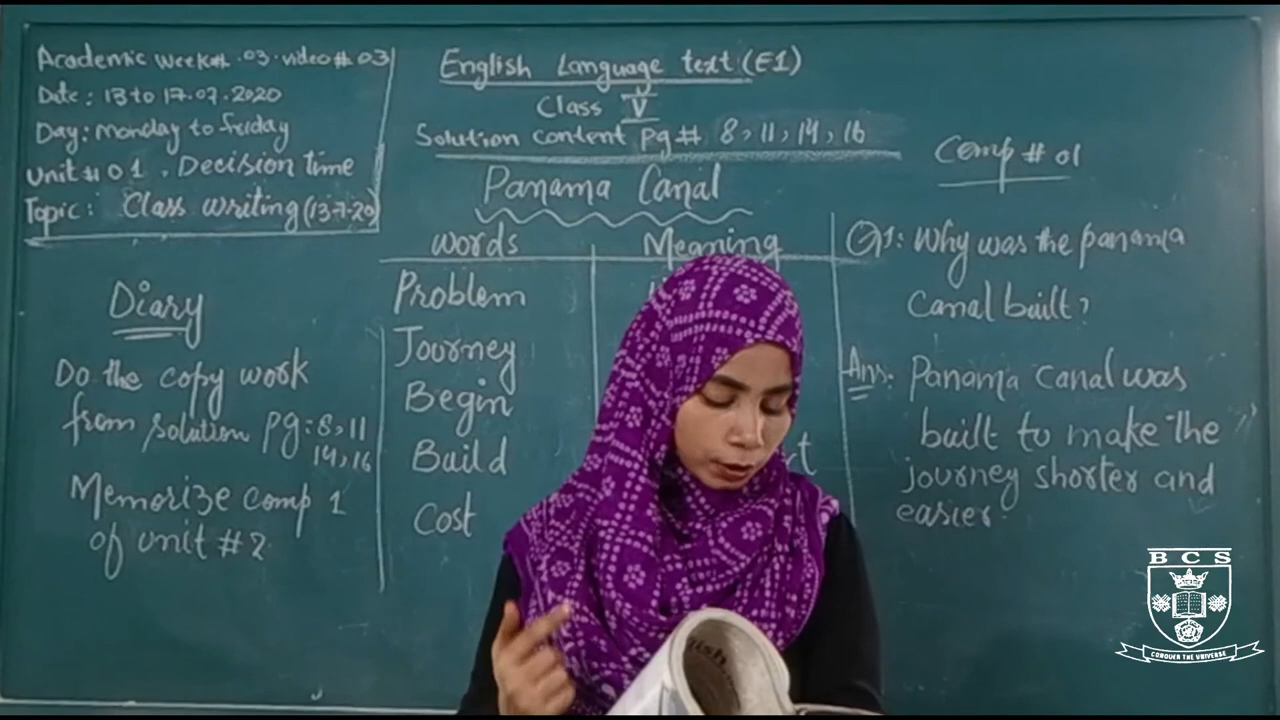 Academic Week# .03. video# 03
Date: 13 to 17.07.2020
Day: Monday to friday
Unit # 01. Decision time
Topic: Class writing (13-7-20)
English Language text (E1)
Class V
Solution content pg# 8, 11, 14, 16
Panama Canal
Comp # 01
Diary
Do the copy work
from solution pg: 8, 11
14, 16
Memorize comp 1
of unit # 2
words Meaning
Problem
Journey
Begin
Build
Cost
Q1: Why was the panama
Canal built?
Ans: Panama Canal was
built to make the
journey shorter and
easier.
BCS
CONQUER THE UNIVERSE